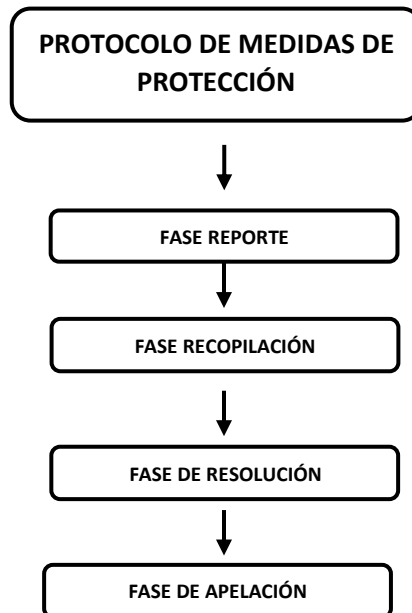 PROTOCOLO DE MEDIDAS DE
PROTECCIÓN
FASE REPORTE
FASE RECOPILACIÓN
FASE DE RESOLUCIÓN
FASE DE APELACIÓN